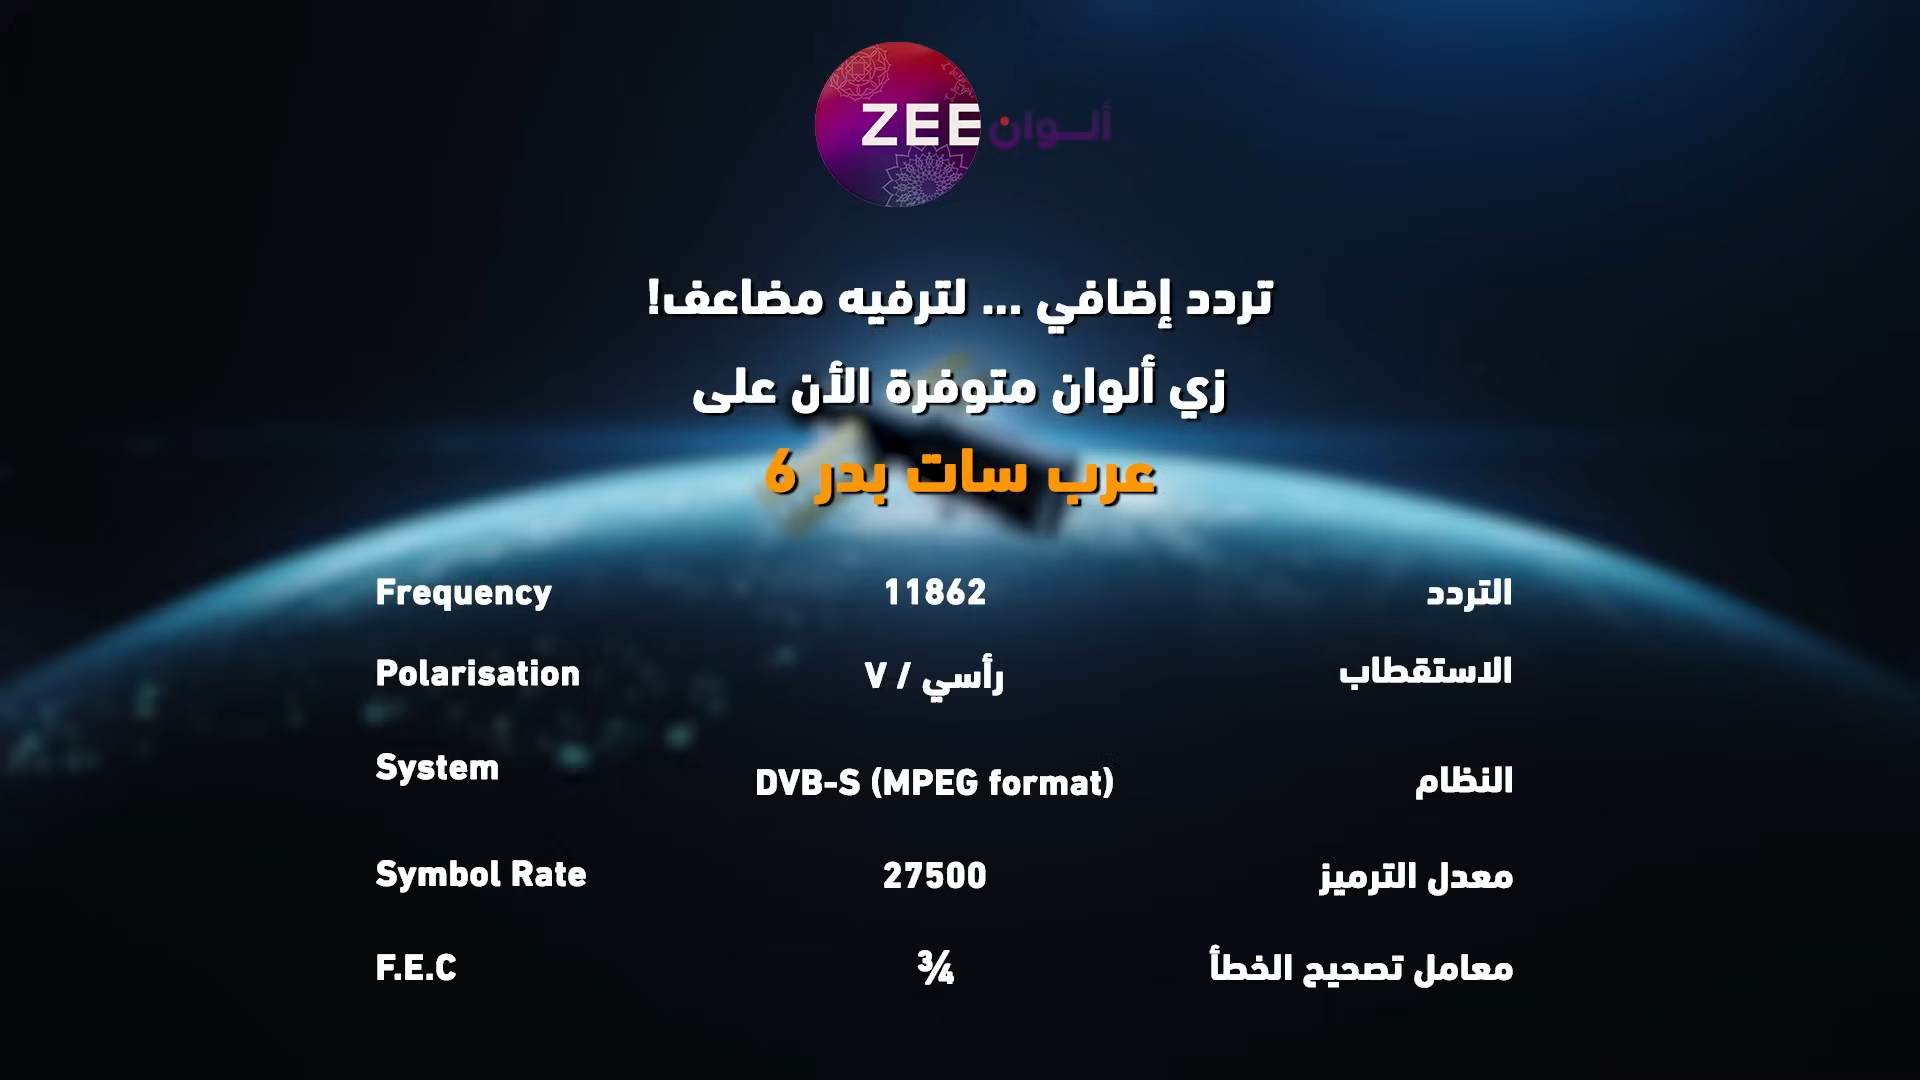 ZEE ألوان
تردد إضافي ... لترفيه مضاعف!
زي ألوان متوفرة الأن على
عرب سات بدر 6
Frequency 11862 التردد
Polarisation رأسي / V الاستقطاب
System DVB-S (MPEG format) النظام
Symbol Rate 27500 معدل الترميز
F.E.C ¾ معامل تصحيح الخطأ